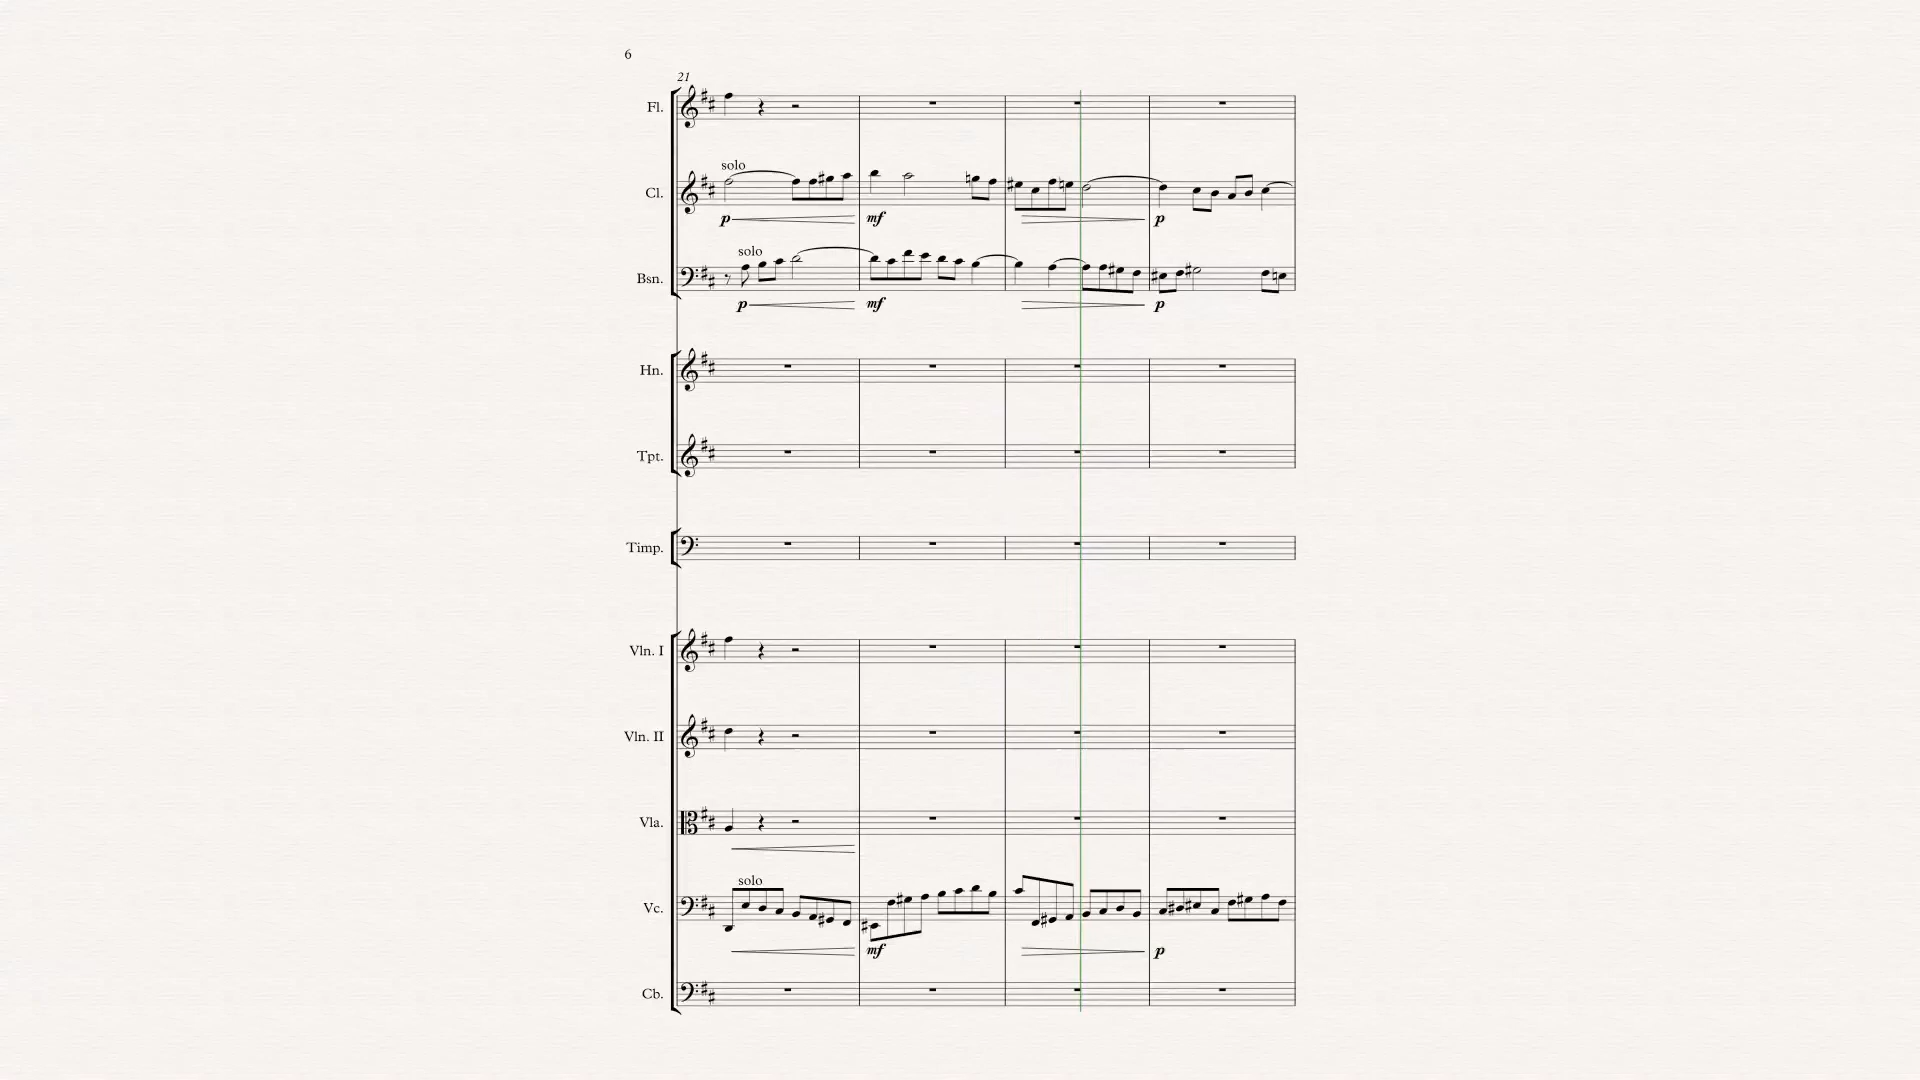 6
21
Fl.
solo
Cl.
p mf p
solo
Bsn.
p mf p
Hn.
Tpt.
Timp.
Vln. I
Vln. II
Vla.
solo
Vc.
mf p
Cb.